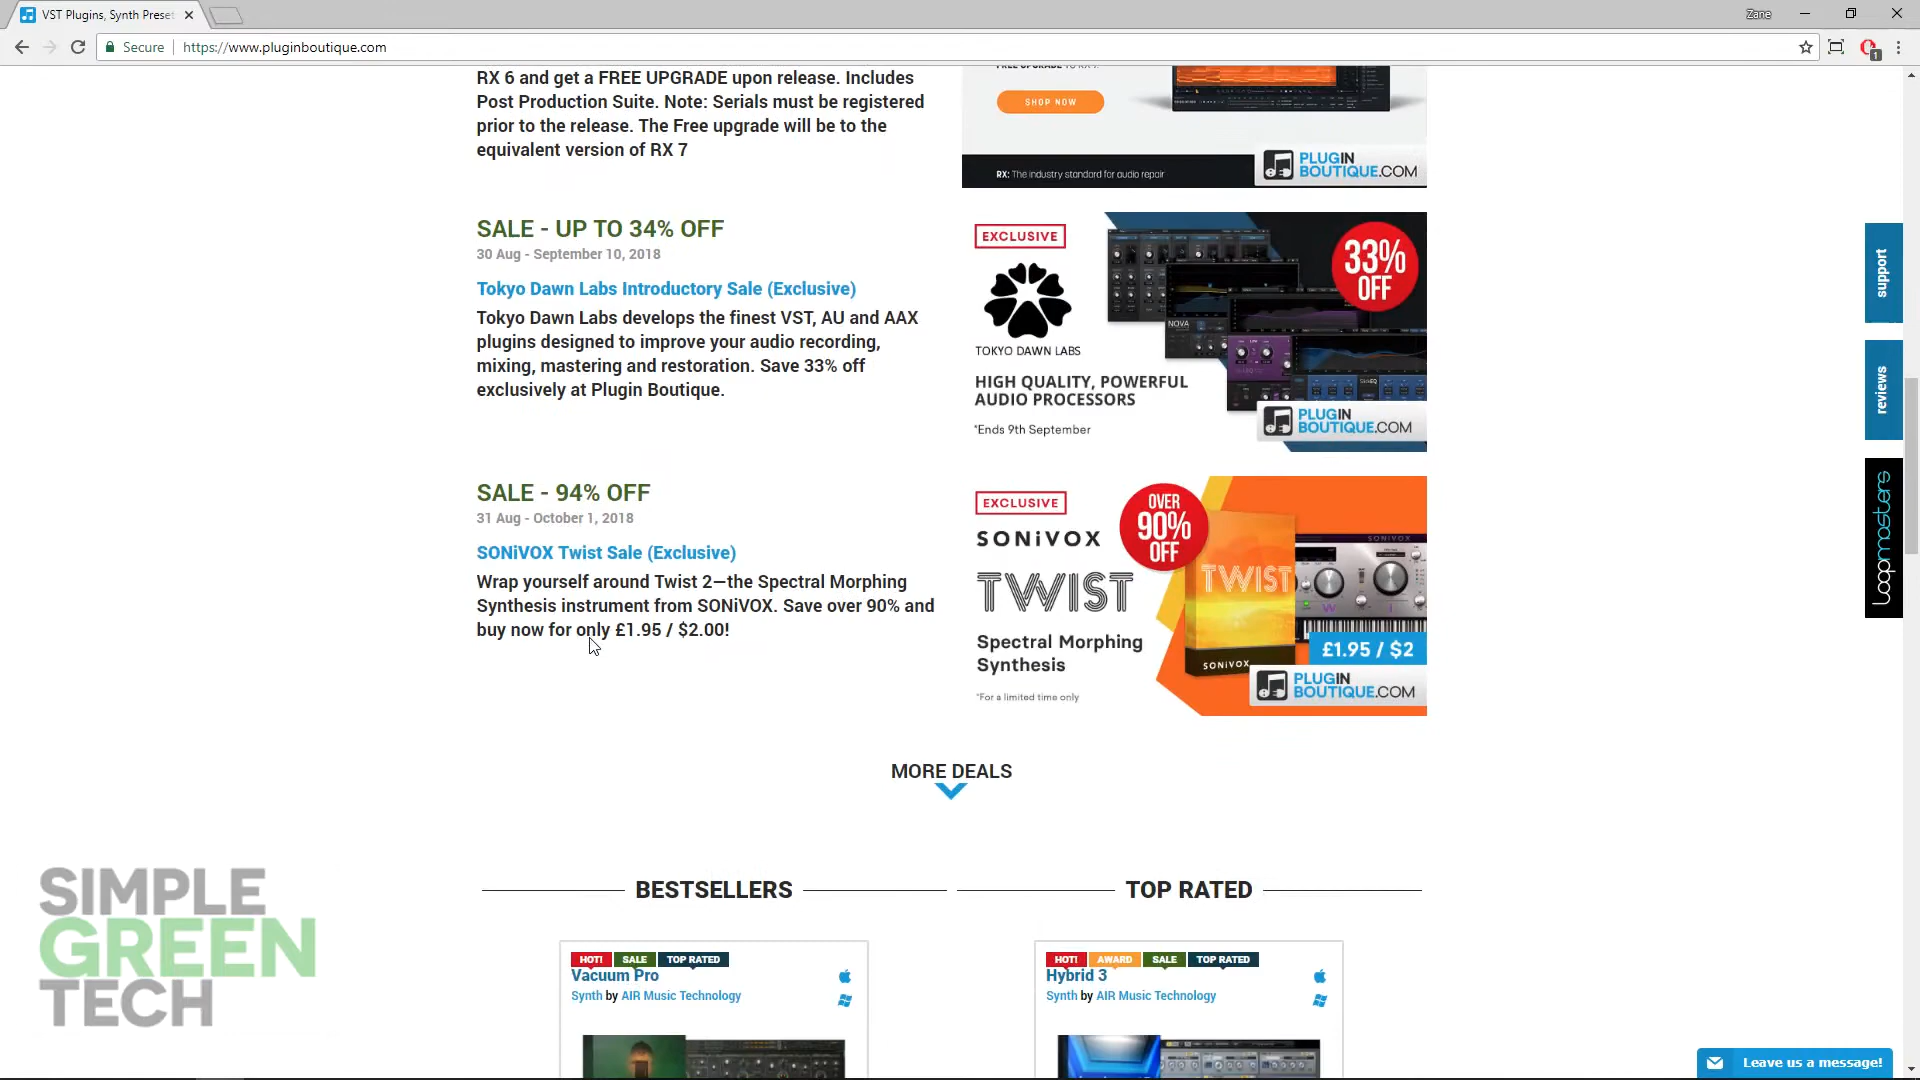 VST Plugins, Synth Preset
Zane
Secure
https://www.pluginboutique.com
1
RX 6 and get a FREE UPGRADE upon release. Includes
Post Production Suite. Note: Serials must be registered
prior to the release. The Free upgrade will be to the
equivalent version of RX 7
SHOP NOW
RX: The industry standard for audio repair
PLUGIN
BOUTIQUE.COM
SALE - UP TO 34% OFF
30 Aug - September 10, 2018
Tokyo Dawn Labs Introductory Sale (Exclusive)
Tokyo Dawn Labs develops the finest VST, AU and AAX
plugins designed to improve your audio recording,
mixing, mastering and restoration. Save 33% off
exclusively at Plugin Boutique.
EXCLUSIVE
33%
OFF
NOVA
TOKYO DAWN LABS
HIGH QUALITY, POWERFUL
AUDIO PROCESSORS
*Ends 9th September
PLUGIN
BOUTIQUE.COM
SALE - 94% OFF
31 Aug - October 1, 2018
SONiVOX Twist Sale (Exclusive)
Wrap yourself around Twist 2—the Spectral Morphing
Synthesis instrument from SONiVOX. Save over 90% and
buy now for only £1.95 / $2.00!
EXCLUSIVE
OVER
90%
OFF
SONiVOX
TWIST
Spectral Morphing
Synthesis
*For a limited time only
TWIST
SONIVOX
SONIVOX
£1.95 / $2
PLUGIN
BOUTIQUE.COM
support
reviews
loopmasters
MORE DEALS
BESTSELLERS
TOP RATED
HOT! SALE TOP RATED
Vacuum Pro
Synth by AIR Music Technology
HOT! AWARD SALE TOP RATED
Hybrid 3
Synth by AIR Music Technology
SIMPLE
GREEN
TECH
Leave us a message!